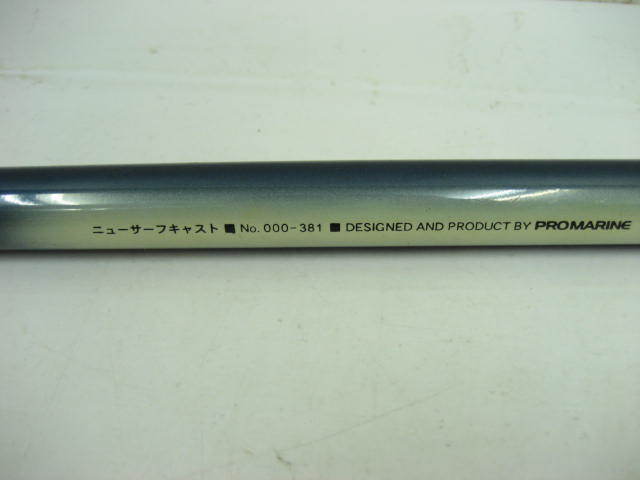 ニューサーフキャスト ■ No. 000-381 ■ DESIGNED AND PRODUCT BY PROMARINE